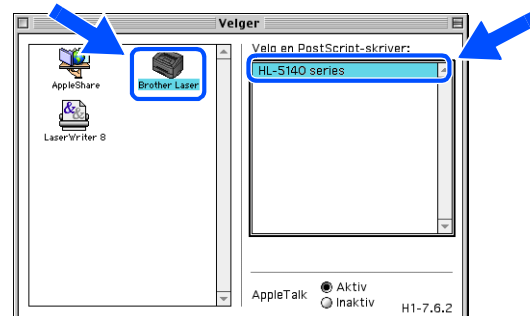 Velger
AppleShare
Brother Laser
LaserWriter 8
Velg en PostScript-skriver:
HL-5140 series
AppleTalk
Aktiv
Inaktiv
H1-7.6.2